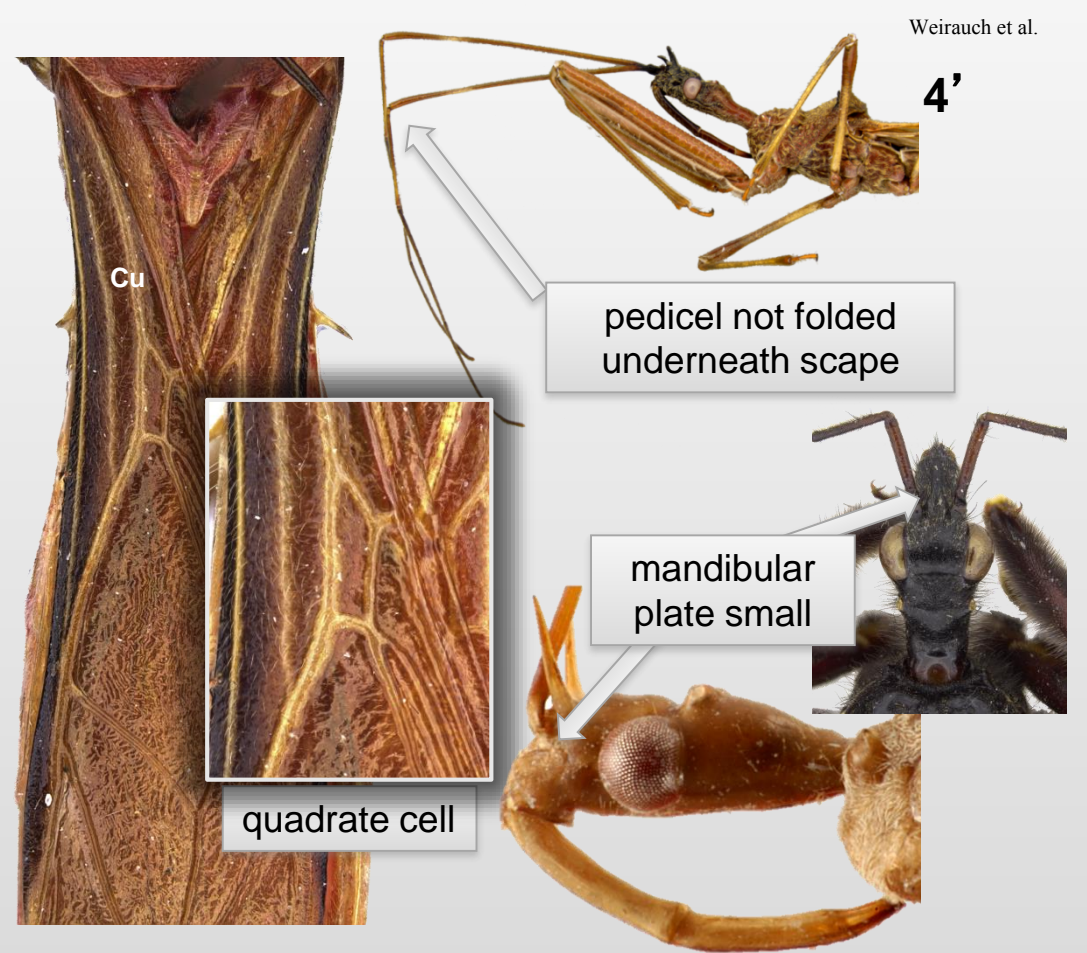 Weirauch et al.
4’
Cu
pedicel not folded
underneath scape
mandibular
plate small
quadrate cell